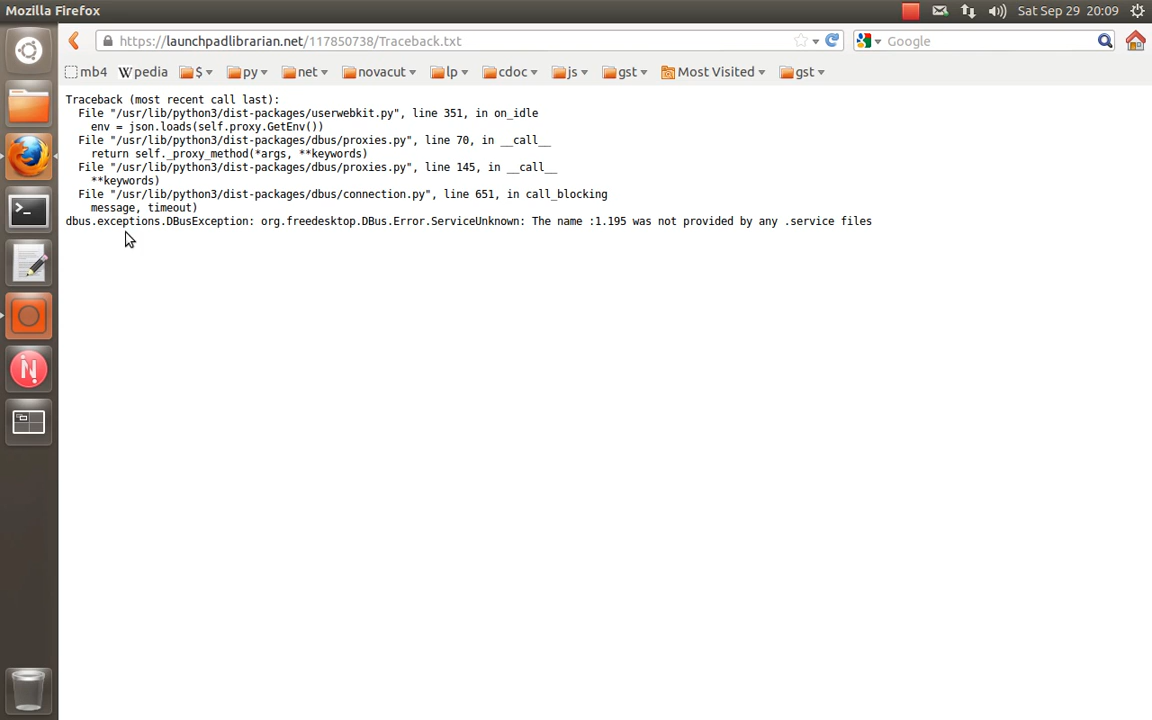 Mozilla Firefox
Sat Sep 29 20:09
https://launchpadlibrarian.net/117850738/Traceback.txt
Google
mb4 Wpedia $ py net novacut lp cdoc js gst Most Visited gst
Traceback (most recent call last):
  File "/usr/lib/python3/dist-packages/userwebkit.py", line 351, in on_idle
    env = json.loads(self.proxy.GetEnv())
  File "/usr/lib/python3/dist-packages/dbus/proxies.py", line 70, in __call__
    return self._proxy_method(*args, **keywords)
  File "/usr/lib/python3/dist-packages/dbus/proxies.py", line 145, in __call__
    **keywords)
  File "/usr/lib/python3/dist-packages/dbus/connection.py", line 651, in call_blocking
    message, timeout)
dbus.exceptions.DBusException: org.freedesktop.DBus.Error.ServiceUnknown: The name :1.195 was not provided by any .service files